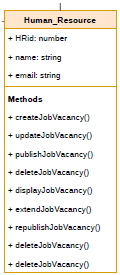 Human_Resource
+ HRid: number
+ name: string
+ email: string
Methods
+ createJobVacancy()
+ updateJobVacancy()
+ publishJobVacancy()
+ deleteJobVacancy()
+ displayJobVacancy()
+ extendJobVacancy()
+ republishJobVacancy()
+ deleteJobVacancy()
+ deleteJobVacancy()